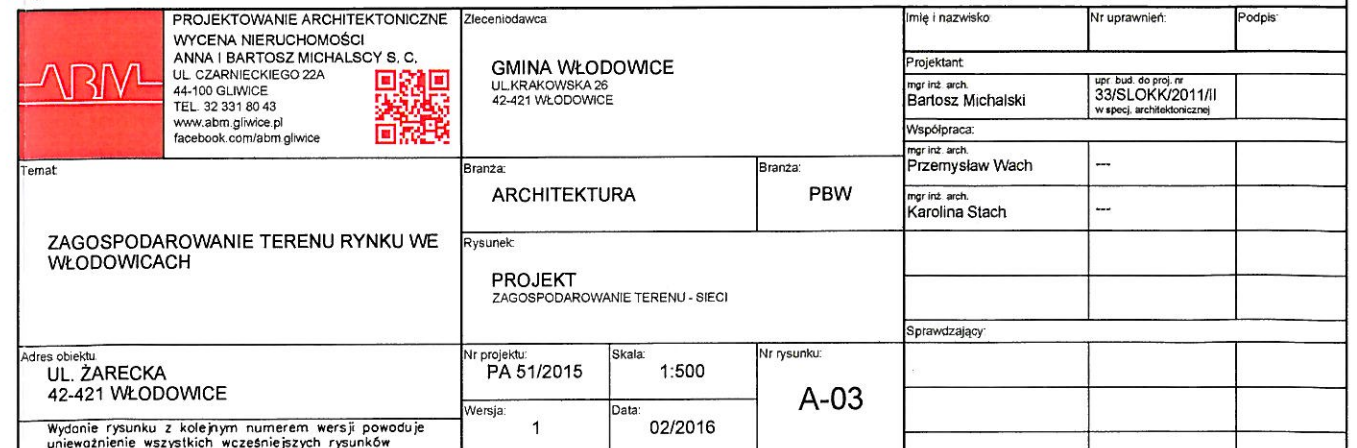 ABM
PROJEKTOWANIE ARCHITEKTONICZNE
WYCENA NIERUCHOMOŚCI
ANNA I BARTOSZ MICHALSCY S. C.
UL. CZARNIECKIEGO 22A
44-100 GLIWICE
TEL. 32 331 80 43
www.abm.gliwice.pl
facebook.com/abm.gliwice
Zleceniodawca:
GMINA WŁODOWICE
UL.KRAKOWSKA 26
42-421 WŁODOWICE
Imię i nazwisko:
Nr uprawnień:
Podpis:
Projektant:
mgr inż. arch.
Bartosz Michalski
upr. bud. do proj. nr
33/SLOKK/2011/II
w specj. architektonicznej
Współpraca:
mgr inż. arch.
Przemysław Wach
---
mgr inż. arch.
Karolina Stach
---
Sprawdzający:
Temat:
ZAGOSPODAROWANIE TERENU RYNKU WE
WŁODOWICACH
Branża:
ARCHITEKTURA
Branża:
PBW
Rysunek:
PROJEKT
ZAGOSPODAROWANIE TERENU - SIECI
Adres obiektu:
UL. ŻARECKA
42-421 WŁODOWICE
Nr projektu:
PA 51/2015
Skala:
1:500
Nr rysunku:
A-03
Wersja:
1
Data:
02/2016
Wydanie rysunku z kolejnym numerem wersji powoduje
unieważnienie wszystkich wcześniejszych rysunków